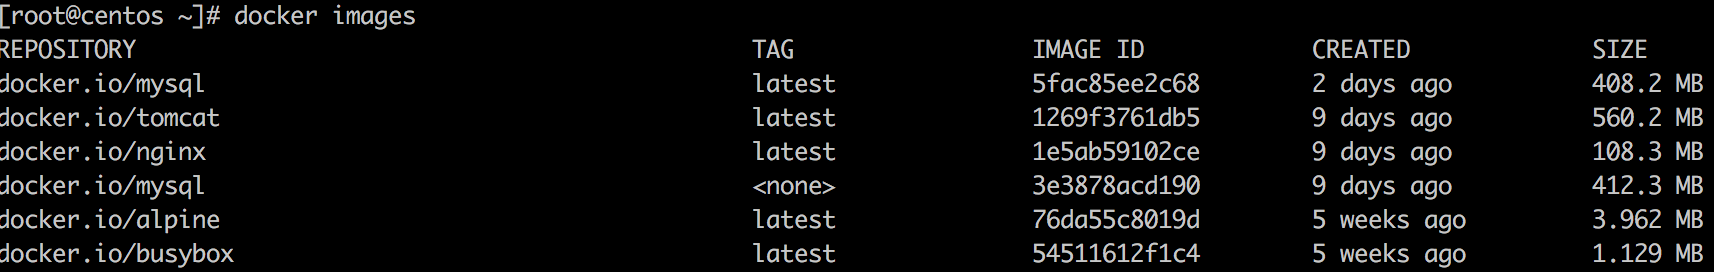 [root@centos ~]# docker images
REPOSITORY TAG IMAGE ID CREATED SIZE
docker.io/mysql latest 5fac85ee2c68 2 days ago 408.2 MB
docker.io/tomcat latest 1269f3761db5 9 days ago 560.2 MB
docker.io/nginx latest 1e5ab59102ce 9 days ago 108.3 MB
docker.io/mysql <none> 3e3878acd190 9 days ago 412.3 MB
docker.io/alpine latest 76da55c8019d 5 weeks ago 3.962 MB
docker.io/busybox latest 54511612f1c4 5 weeks ago 1.129 MB